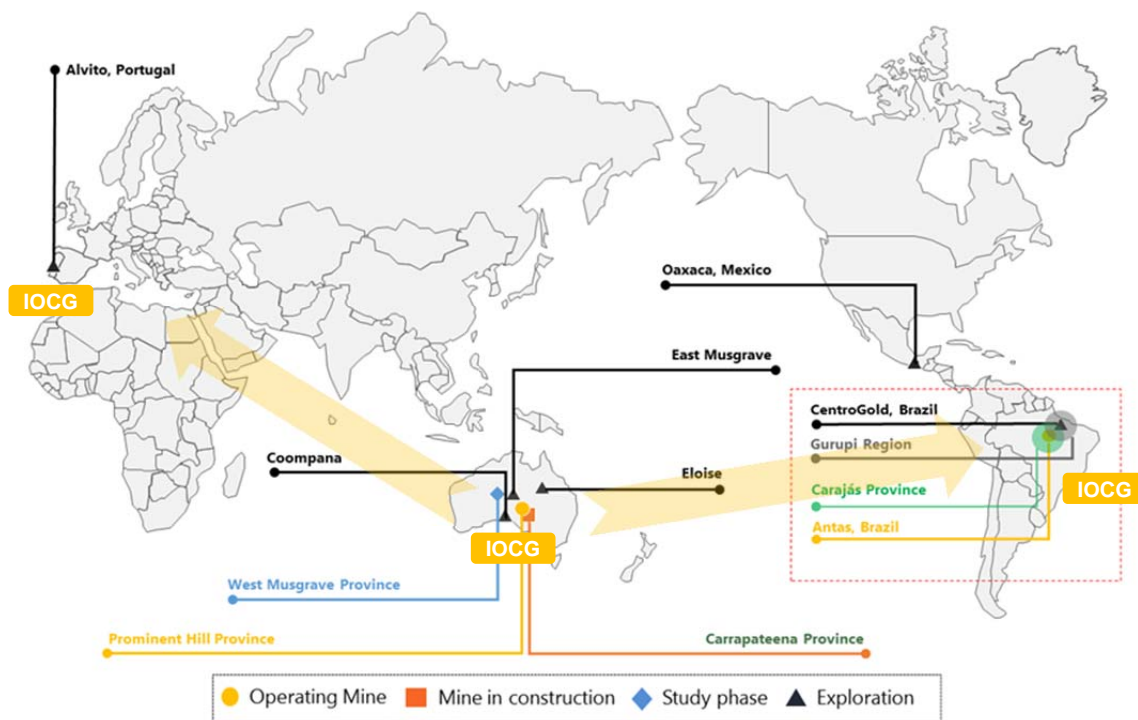 Alvito, Portugal
Oaxaca, Mexico
IOCG
East Musgrave
CentroGold, Brazil
Gurupi Region
Coompana
Eloise
Carajás Province
IOCG
Antas, Brazil
IOCG
West Musgrave Province
Prominent Hill Province
Carrapateena Province
Operating Mine
Mine in construction
Study phase
Exploration